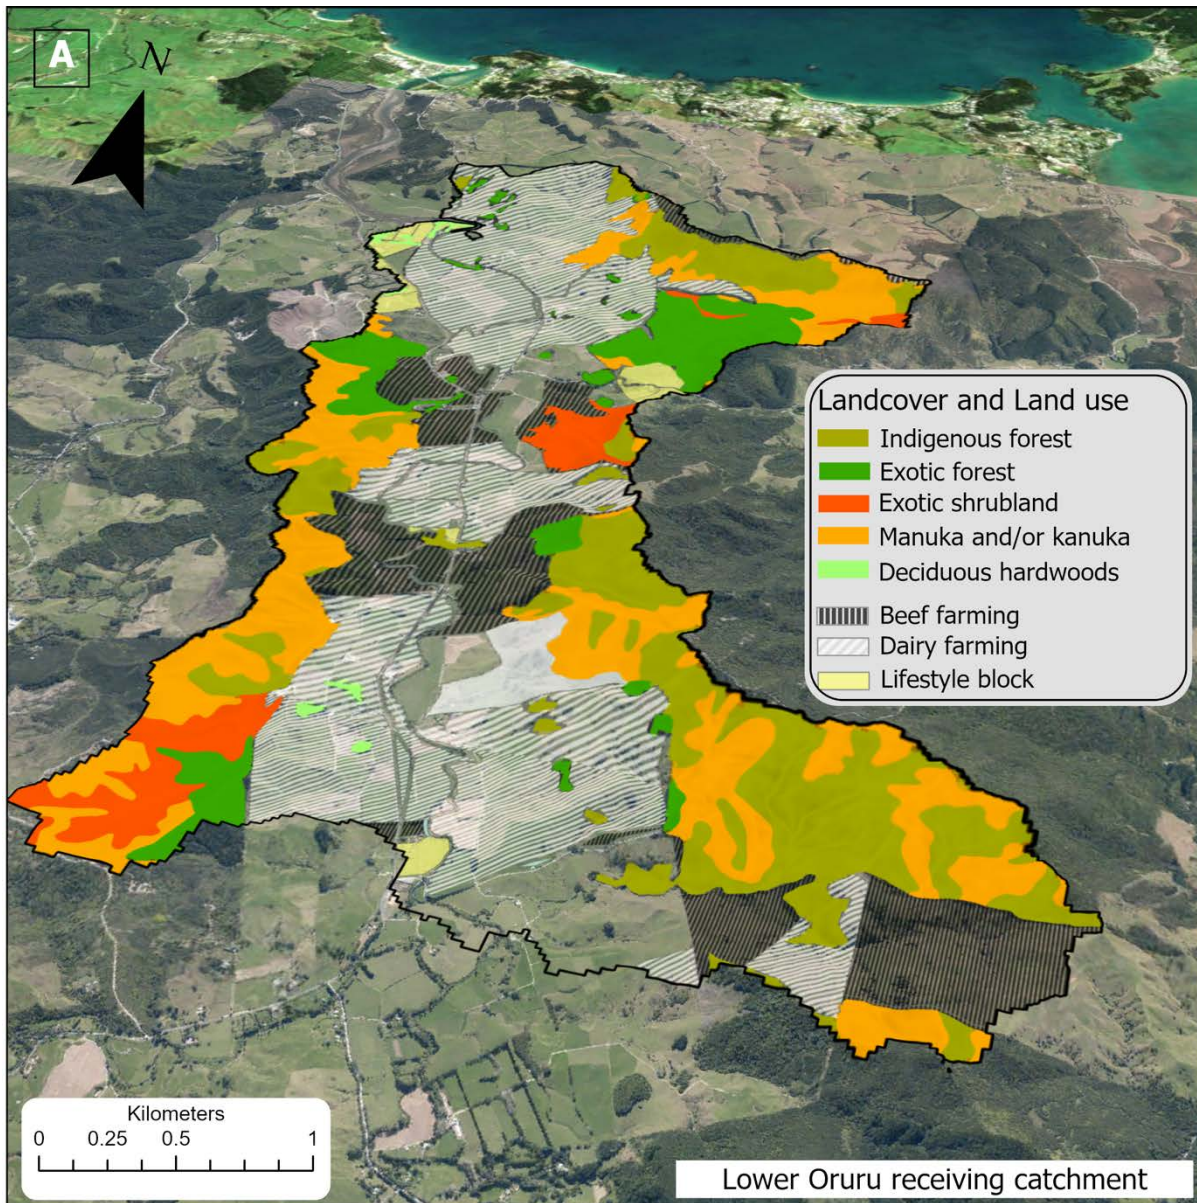 A
N
Landcover and Land use
Indigenous forest
Exotic forest
Exotic shrubland
Manuka and/or kanuka
Deciduous hardwoods
Beef farming
Dairy farming
Lifestyle block
Kilometers
0 0.25 0.5 1
Lower Oruru receiving catchment